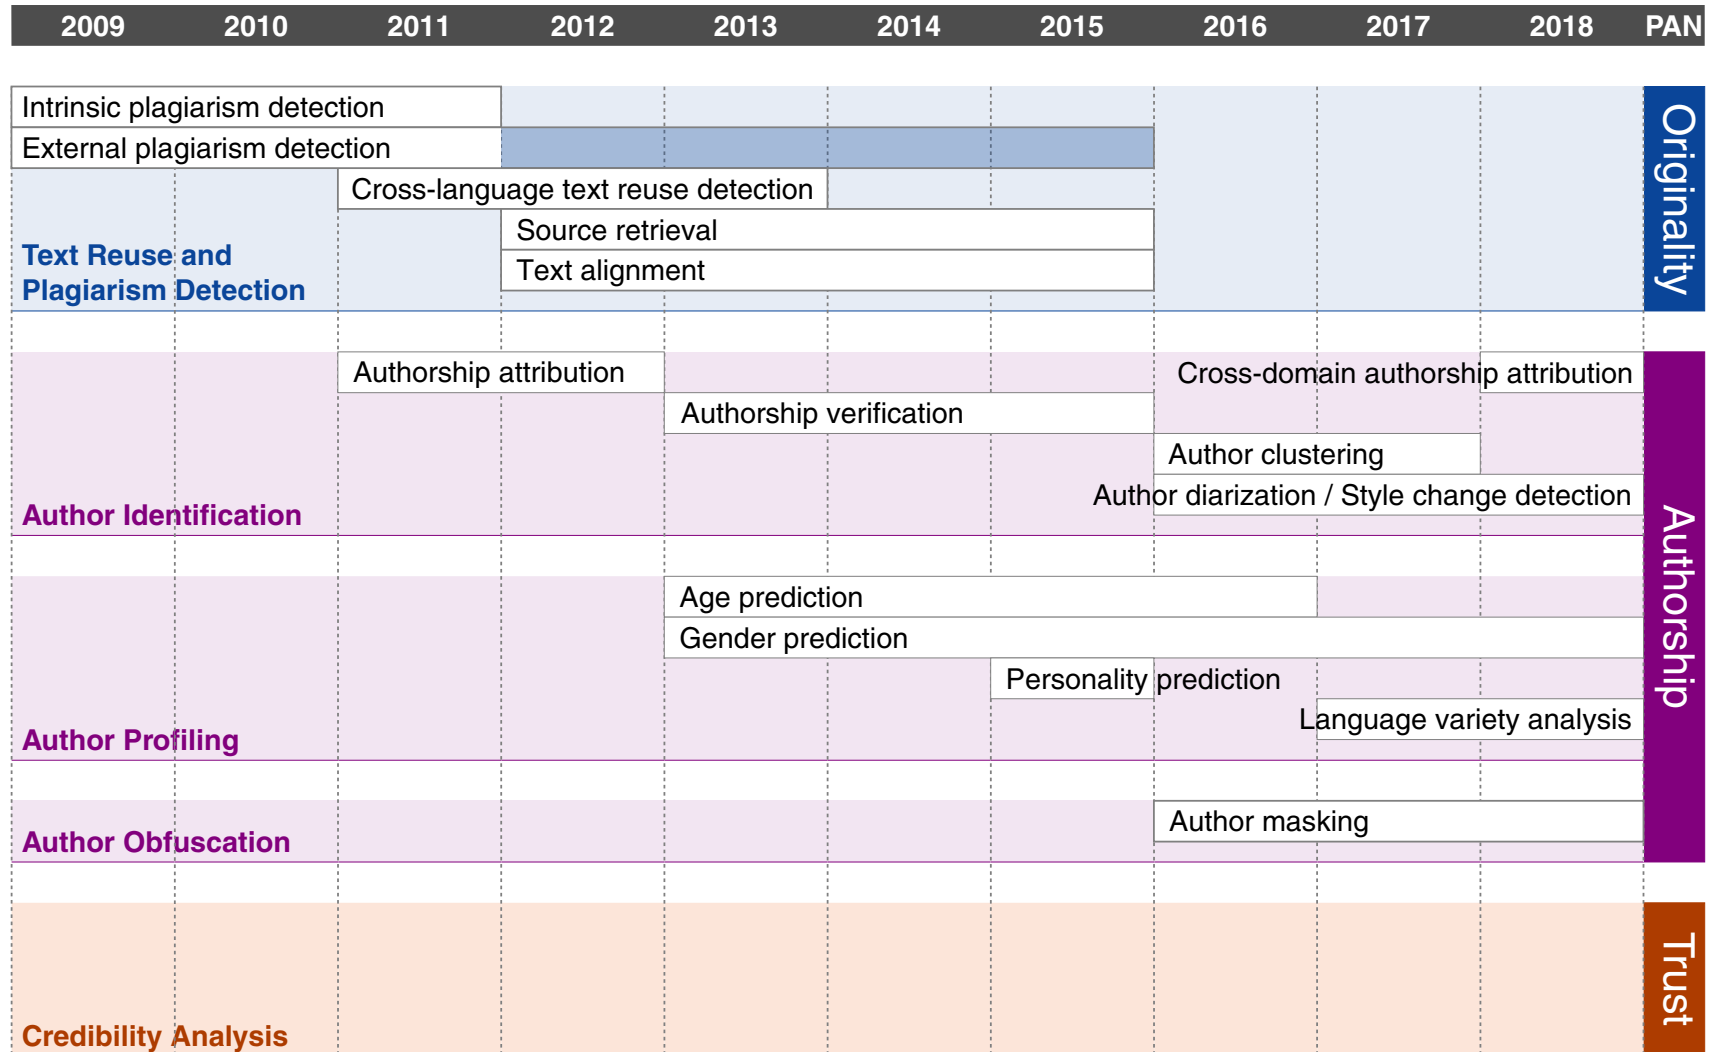 2009 2010 2011 2012 2013 2014 2015 2016 2017 2018 PAN
Intrinsic plagiarism detection
External plagiarism detection
Cross-language text reuse detection
Source retrieval
Text alignment
Text Reuse and
Plagiarism Detection
Originality
Authorship attribution
Cross-domain authorship attribution
Authorship verification
Author clustering
Author diarization / Style change detection
Author Identification
Authorship
Age prediction
Gender prediction
Personality prediction
Language variety analysis
Author Profiling
Author masking
Author Obfuscation
Trust
Credibility Analysis